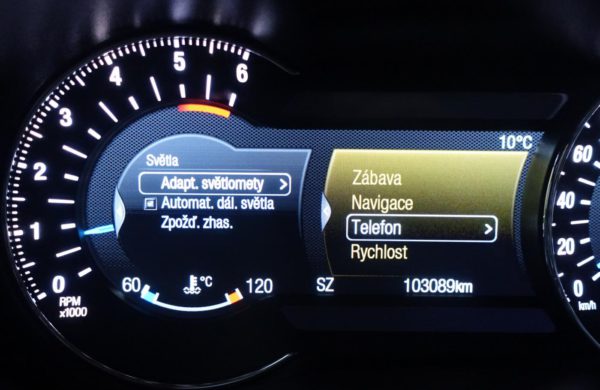 6
5
4
3
2
1
0
RPM
x1000
Světla
Adapt. světlomety
Automat. dál. světla
Zpožď. zhas.
60 °C 120
10°C
Zábava
Navigace
Telefon
Rychlost
SZ 103089km
60
40
20
0
km/h